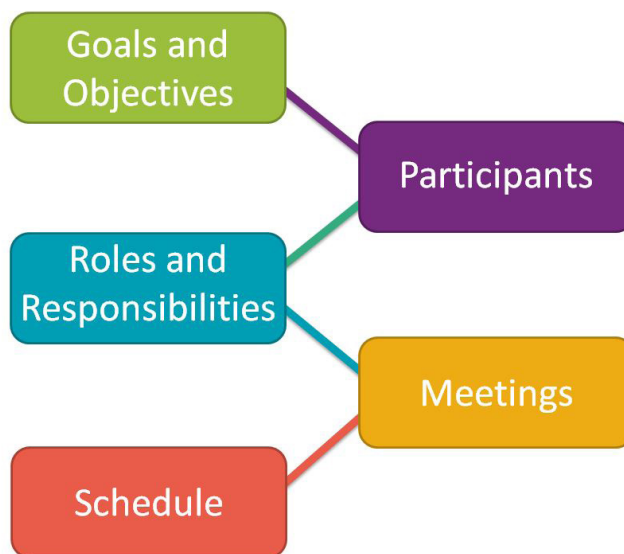 Goals and
Objectives
Participants
Roles and
Responsibilities
Meetings
Schedule